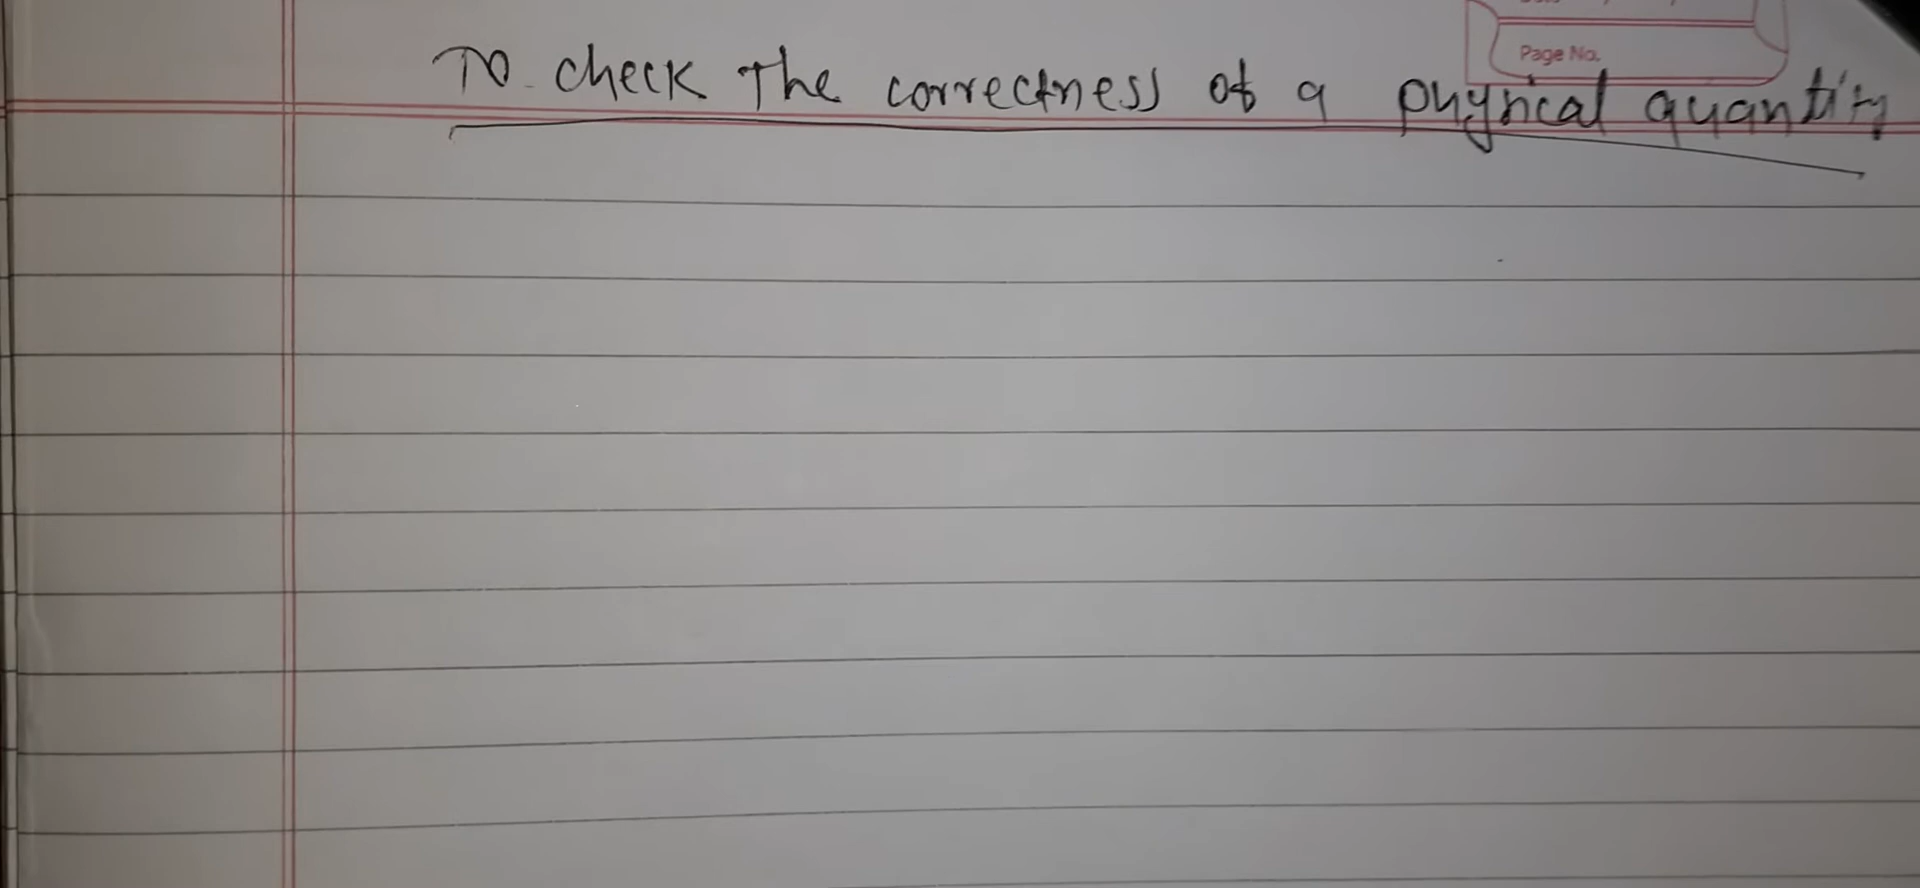 Page No.
To check the correctness of a physical quantity